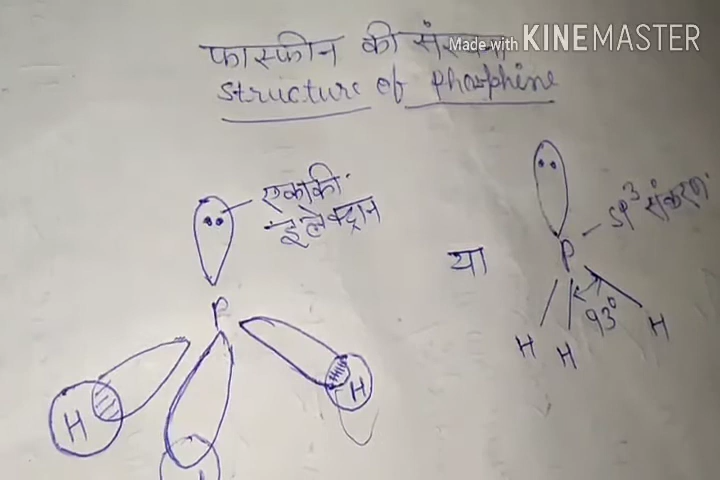 फास्फीन की
Made with KINEMASTER
structure of phosphine
एकाकी
इलेक्ट्रान
P
H
H
या
sp³ संकरण
P
93°
H
H
H